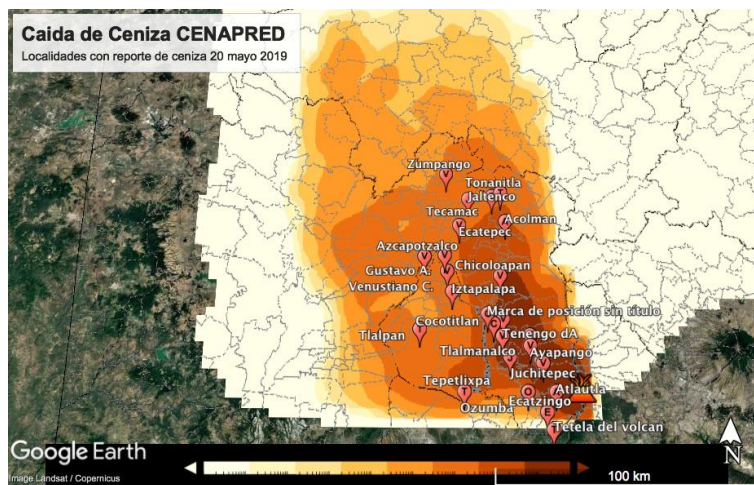 Caida de Ceniza CENAPRED
Localidades con reporte de ceniza 20 mayo 2019
Zumpango
Tonanitla
Jaltenco
Tecamac
Acolman
Ecatepec
Azcapotzalco
Gustavo A.
Chicoloapan
Venustiano C.
Iztapalapa
Marca de posición sin título
Cocotitlan
Tlalpan
Tenengo dA
Tlalmanalco
Ayapango
Juchitepec
Tepetlixpa
Atlautla
Ecatzingo
Ozumba
Tetela del volcan
Google Earth
Image Landsat / Copernicus
100 km
N